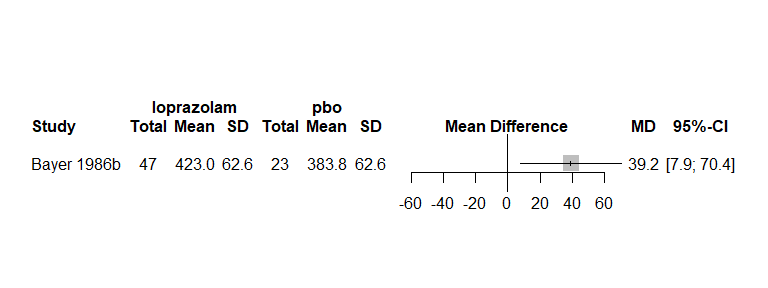 loprazolam pbo
Study Total Mean SD Total Mean SD Mean Difference MD 95%-CI
Bayer 1986b 47 423.0 62.6 23 383.8 62.6 39.2 [7.9; 70.4]
-60 -40 -20 0 20 40 60